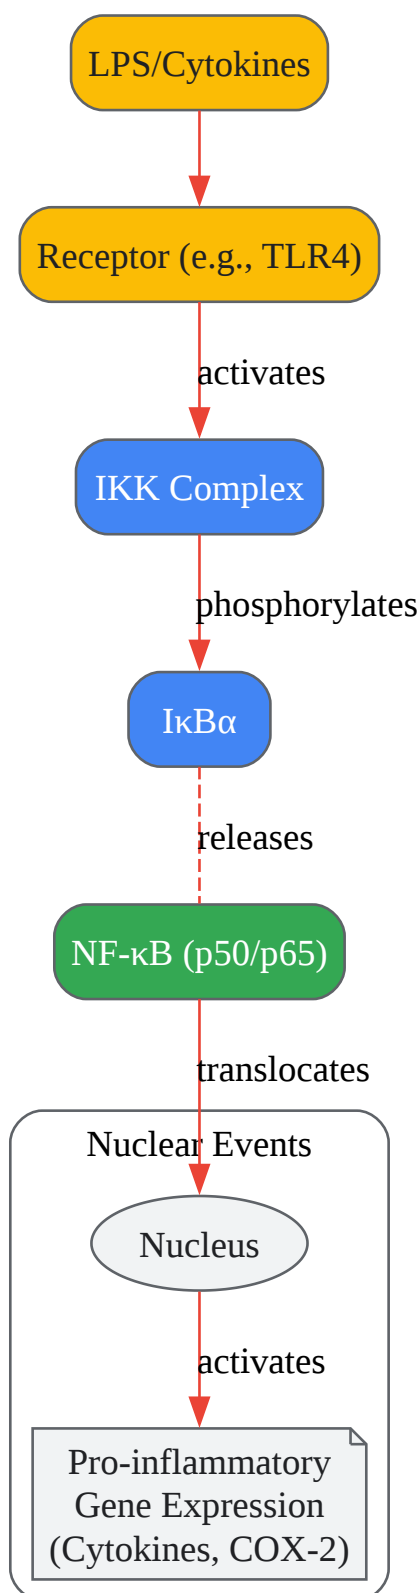 LPS/Cytokines
Receptor (e.g., TLR4)
activates
IKK Complex
phosphorylates
IκBα
releases
NF-κB (p50/p65)
translocates
Nuclear Events
Nucleus
activates
Pro-inflammatory
Gene Expression
(Cytokines, COX-2)